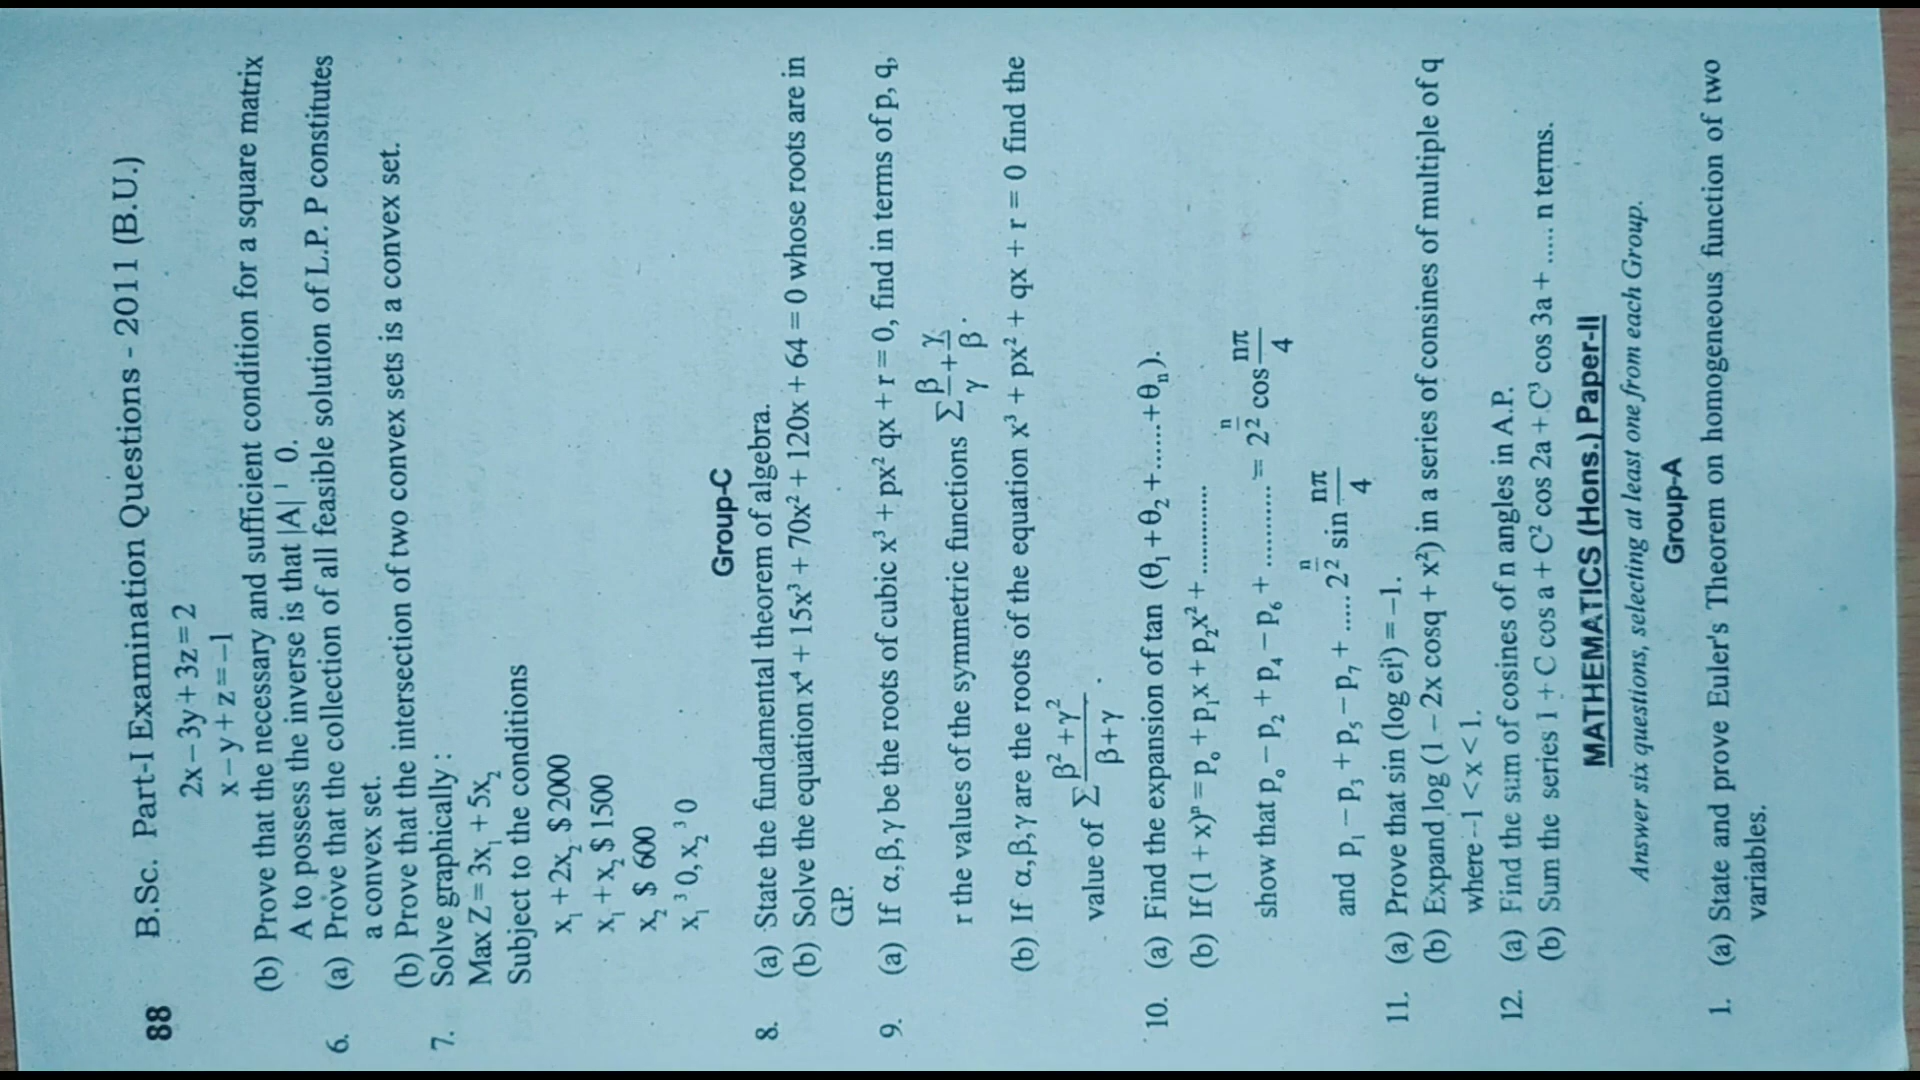 88 B.Sc. Part-I Examination Questions - 2011 (B.U.)
2x – 3y + 3z = 2
x – y + z = –1
(b) Prove that the necessary and sufficient condition for a square matrix
A to possess the inverse is that |A| ¹ 0.
6. (a) Prove that the collection of all feasible solution of L.P. P constitutes
a convex set.
(b) Prove that the intersection of two convex sets is a convex set.
7. Solve graphically :
Max Z = 3x₁ + 5x₂
Subject to the conditions
x₁ + 2x₂ $ 2000
x₁ + x₂ $ 1500
x₂ $ 600
x₁ ³ 0, x₂ ³ 0
Group-C
8. (a) State the fundamental theorem of algebra.
(b) Solve the equation x⁴ + 15x³ + 70x² + 120x + 64 = 0 whose roots are in
GP.
9. (a) If α, β, γ be the roots of cubic x³ + px² qx + r = 0, find in terms of p, q,
r the values of the symmetric functions Σ β/γ + γ/β .
(b) If α, β, γ are the roots of the equation x³ + px² + qx + r = 0 find the
value of Σ (β² + γ²)/(β + γ) .
10. (a) Find the expansion of tan (θ₁ + θ₂ + ....... + θₙ).
(b) If (1 + x)ⁿ = pₒ + p₁x + p₂x² + .............
show that pₒ – p₂ + p₄ – p₆ + ............ = 2^(n/2) cos nπ/4
and p₁ – p₃ + p₅ – p₇ + ..... 2^(n/2) sin nπ/4
11. (a) Prove that sin (log eiⁱ) = –1.
(b) Expand log (1 – 2x cosq + x²) in a series of consines of multiple of q
where –1 < x < 1.
12. (a) Find the sum of cosines of n angles in A.P.
(b) Sum the series 1 + C cos a + C² cos 2a + C³ cos 3a + ..... n terms.
MATHEMATICS (Hons.) Paper-II
Answer six questions, selecting at least one from each Group.
Group-A
1. (a) State and prove Euler's Theorem on homogeneous function of two
variables.